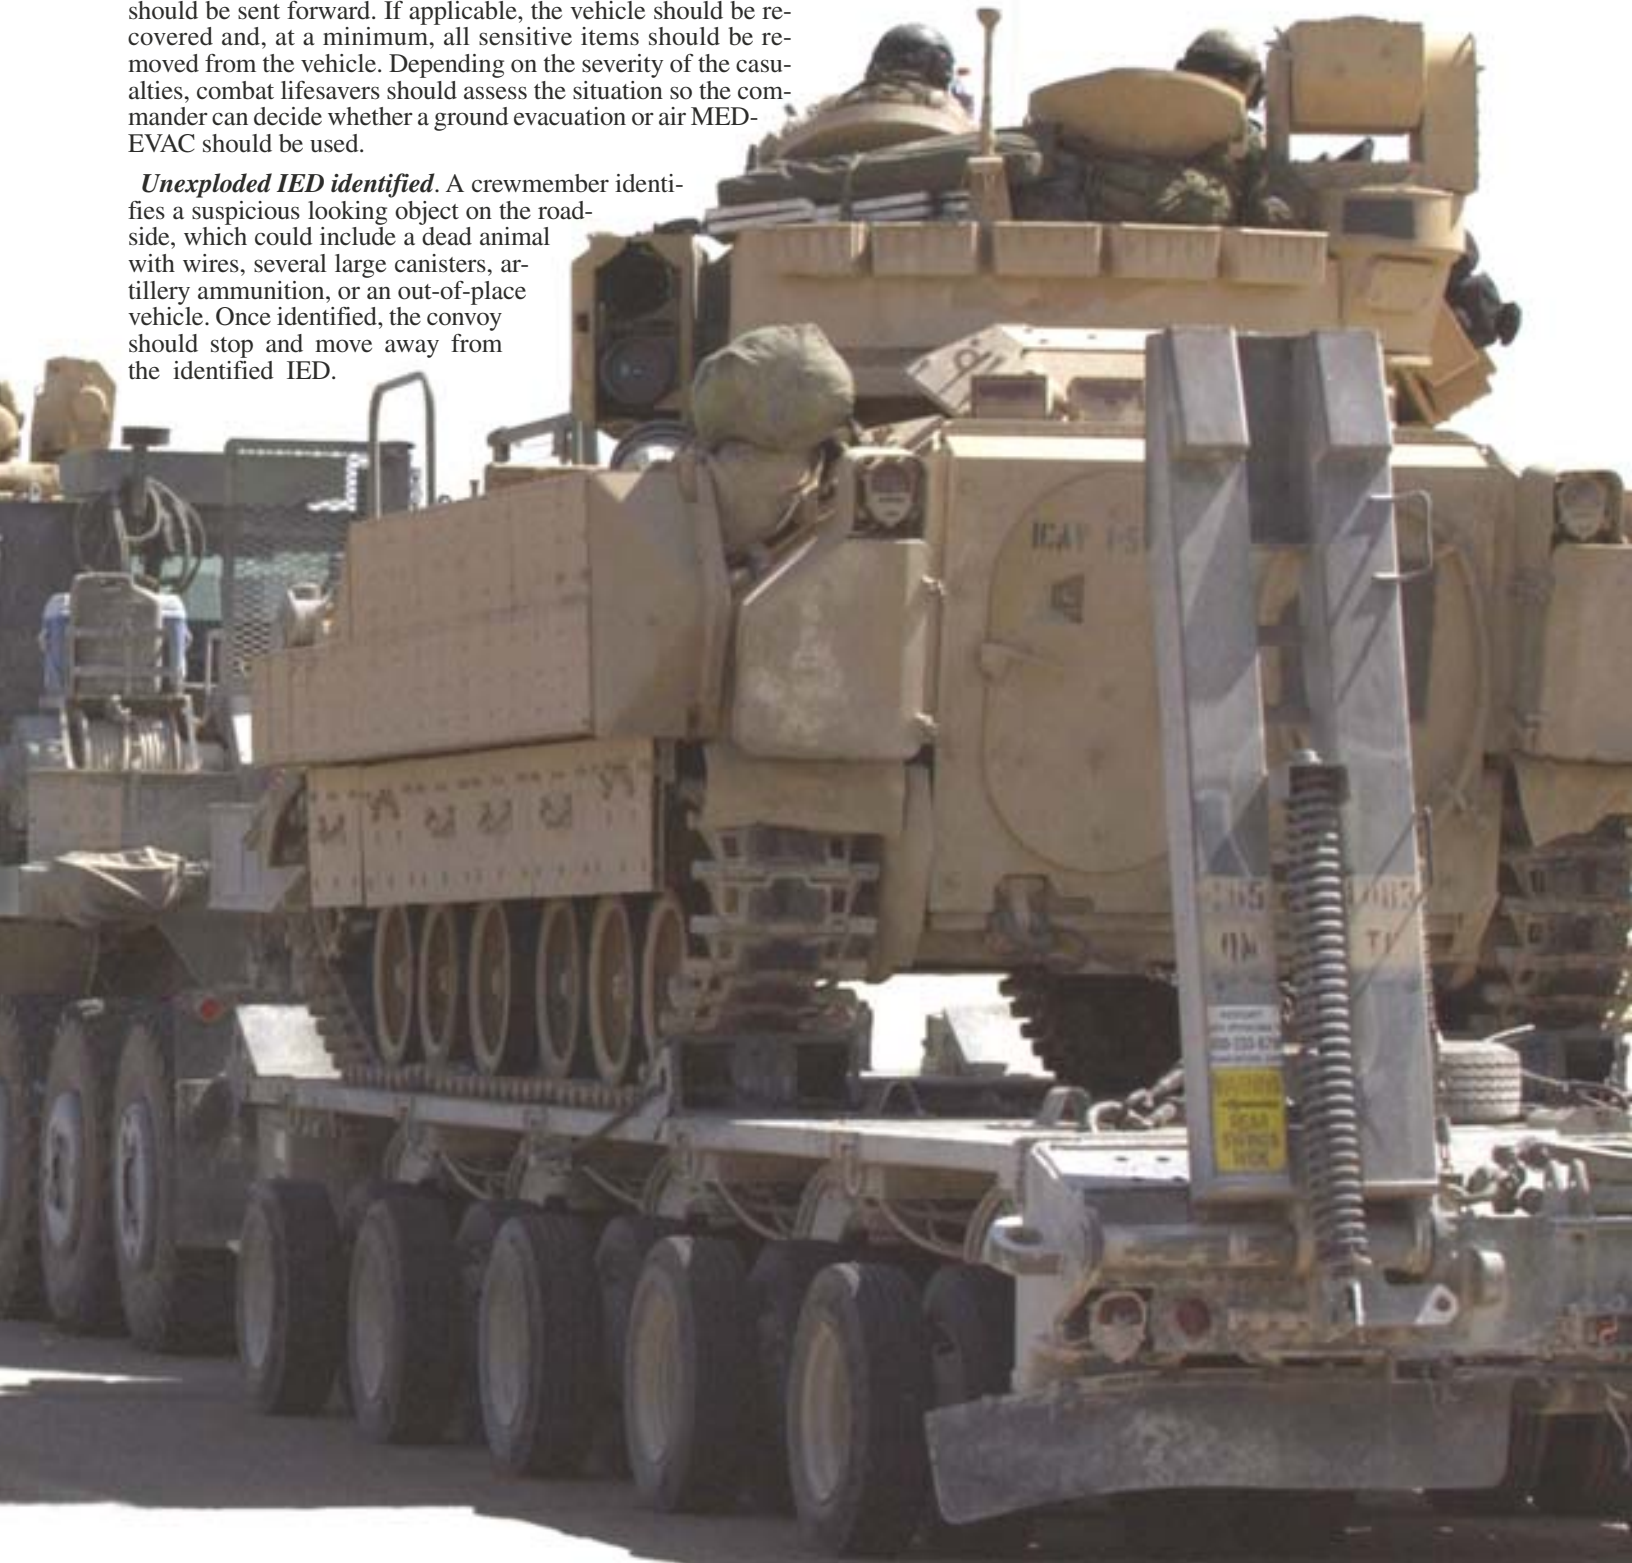 should be sent forward. If applicable, the vehicle should be re-
covered and, at a minimum, all sensitive items should be re-
moved from the vehicle. Depending on the severity of the casu-
alties, combat lifesavers should assess the situation so the com-
mander can decide whether a ground evacuation or air MED-
EVAC should be used.
Unexploded IED identified. A crewmember identi-
fies a suspicious looking object on the road-
side, which could include a dead animal
with wires, several large canisters, ar-
tillery ammunition, or an out-of-place
vehicle. Once identified, the convoy
should stop and move away from
the identified IED.